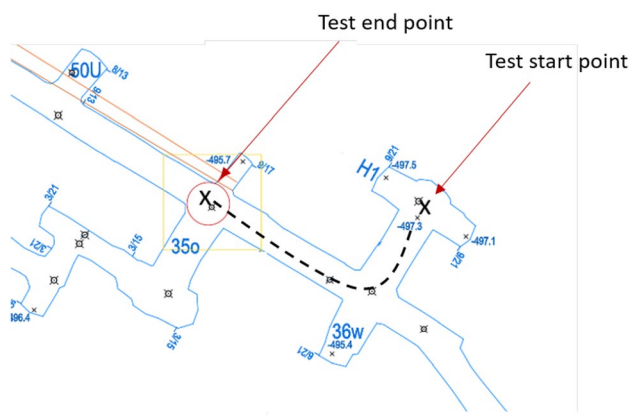 Test end point
Test start point
50U
8/13
9/13
-495.7
9/17
9/21
-497.5
H1
X
X
-497.3
-497.1
9/21
3/21
3/15
9/21
35o
3/15
496.4
36w
-495.4
8/21